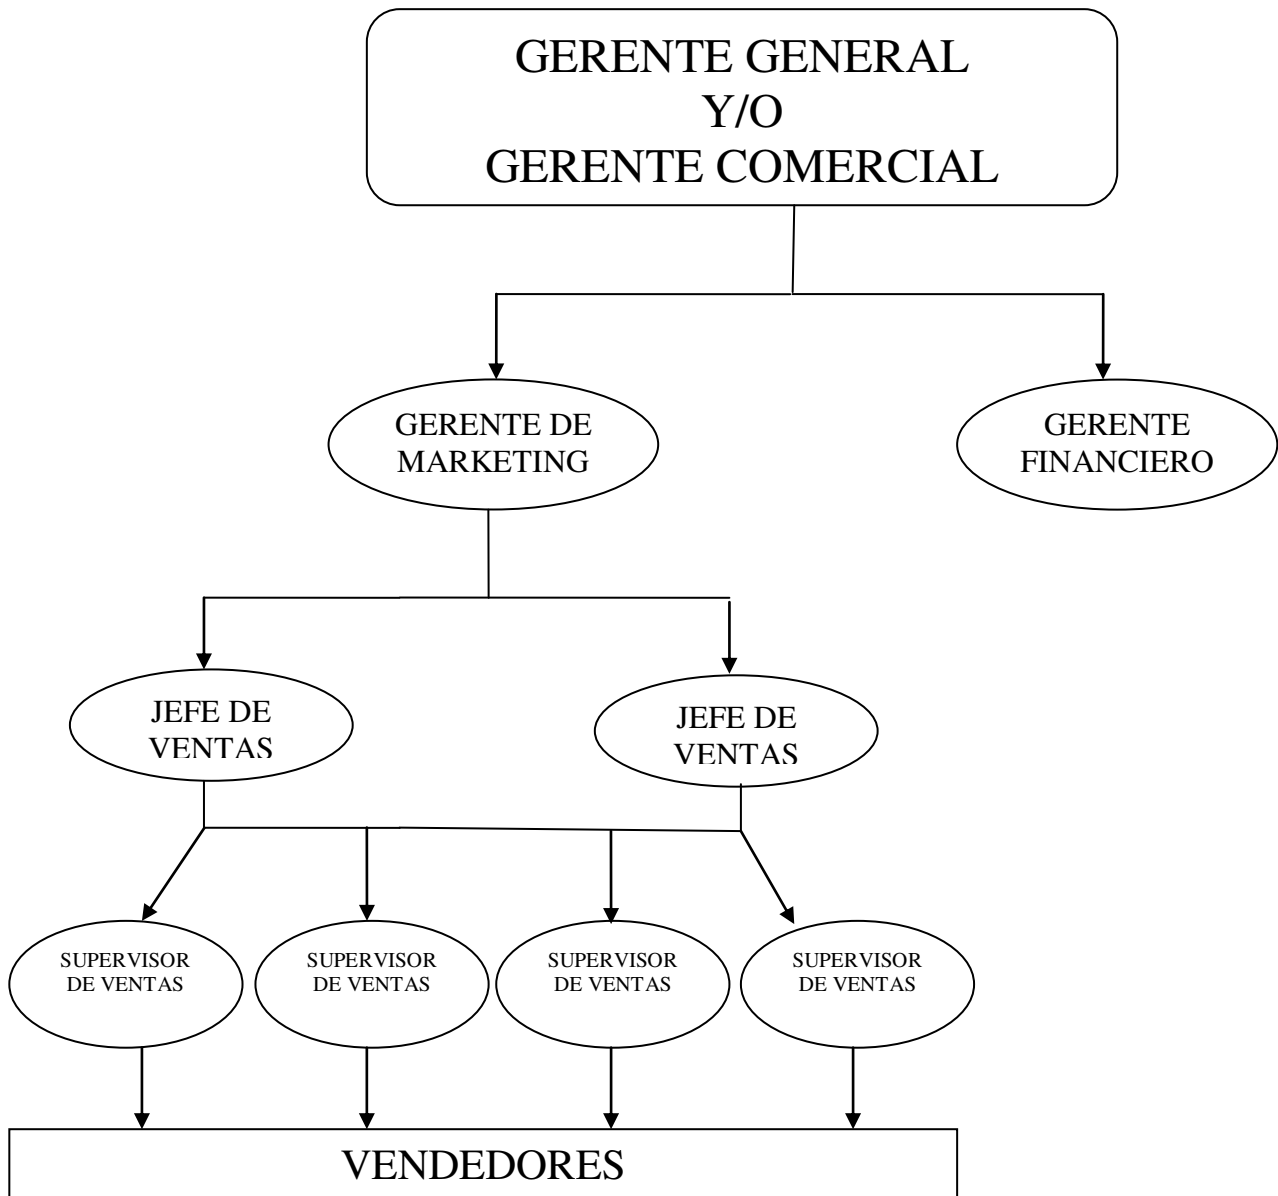 GERENTE GENERAL
Y/O
GERENTE COMERCIAL
GERENTE DE
MARKETING
GERENTE
FINANCIERO
JEFE DE
VENTAS
JEFE DE
VENTAS
SUPERVISOR
DE VENTAS
SUPERVISOR
DE VENTAS
SUPERVISOR
DE VENTAS
SUPERVISOR
DE VENTAS
VENDEDORES